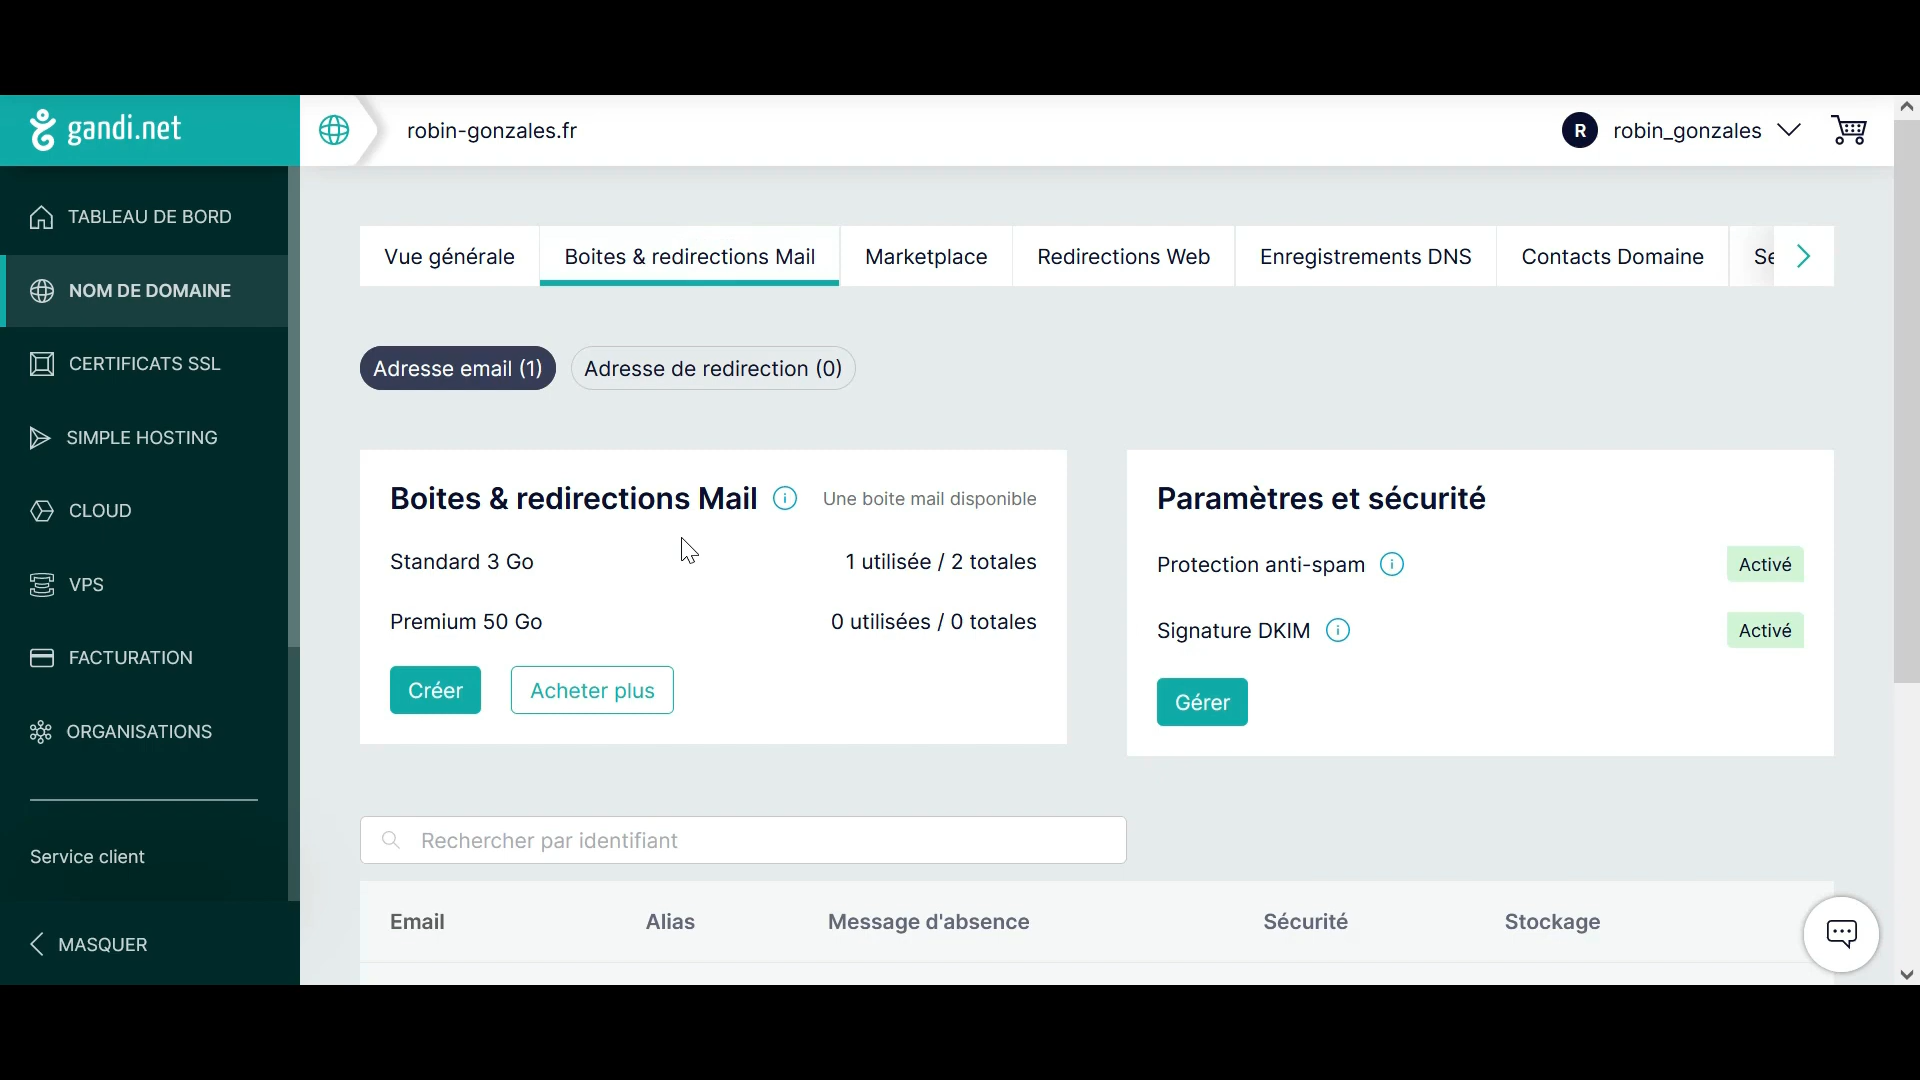 gandi.net
robin-gonzales.fr
R robin_gonzales
TABLEAU DE BORD
NOM DE DOMAINE
CERTIFICATS SSL
SIMPLE HOSTING
CLOUD
VPS
FACTURATION
ORGANISATIONS
Service client
MASQUER
Vue générale Boites & redirections Mail Marketplace Redirections Web Enregistrements DNS Contacts Domaine Se
Adresse email (1) Adresse de redirection (0)
Boites & redirections Mail Une boite mail disponible
Standard 3 Go 1 utilisée / 2 totales
Premium 50 Go 0 utilisées / 0 totales
Créer Acheter plus
Paramètres et sécurité
Protection anti-spam Activé
Signature DKIM Activé
Gérer
Rechercher par identifiant
Email Alias Message d'absence Sécurité Stockage